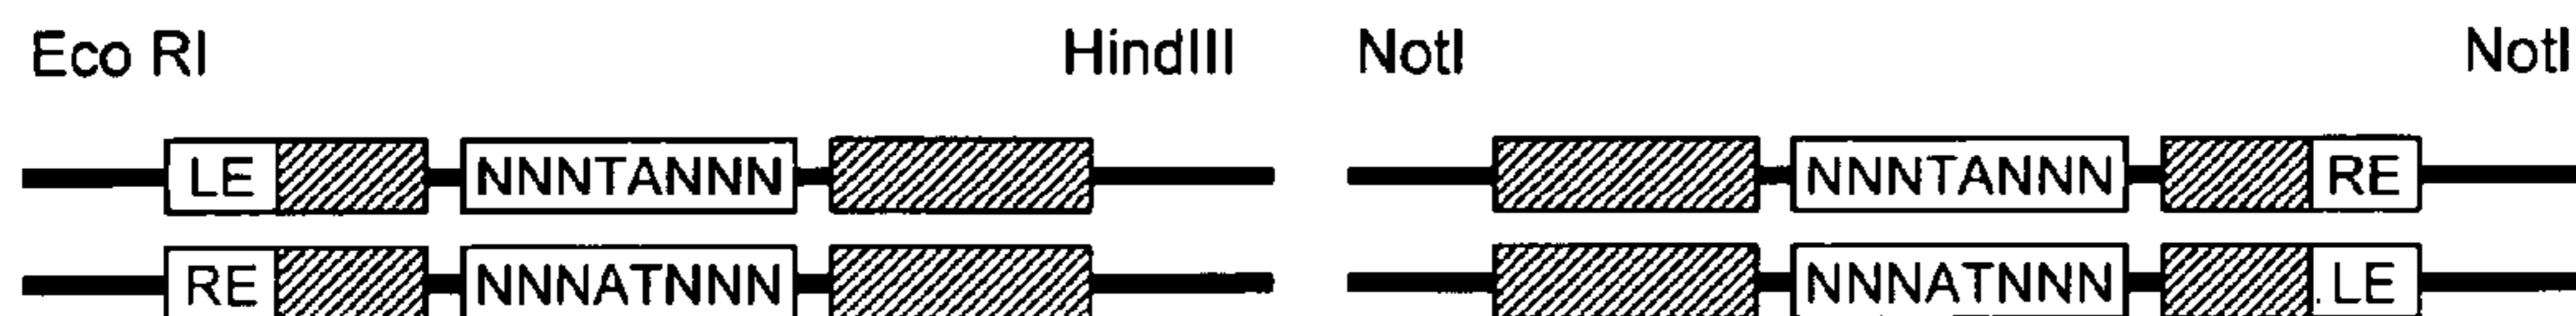 Eco RI HindIII NotI NotI
LE NNNTANNN NNNTANNN RE
RE NNNATNNN NNNATNNN LE